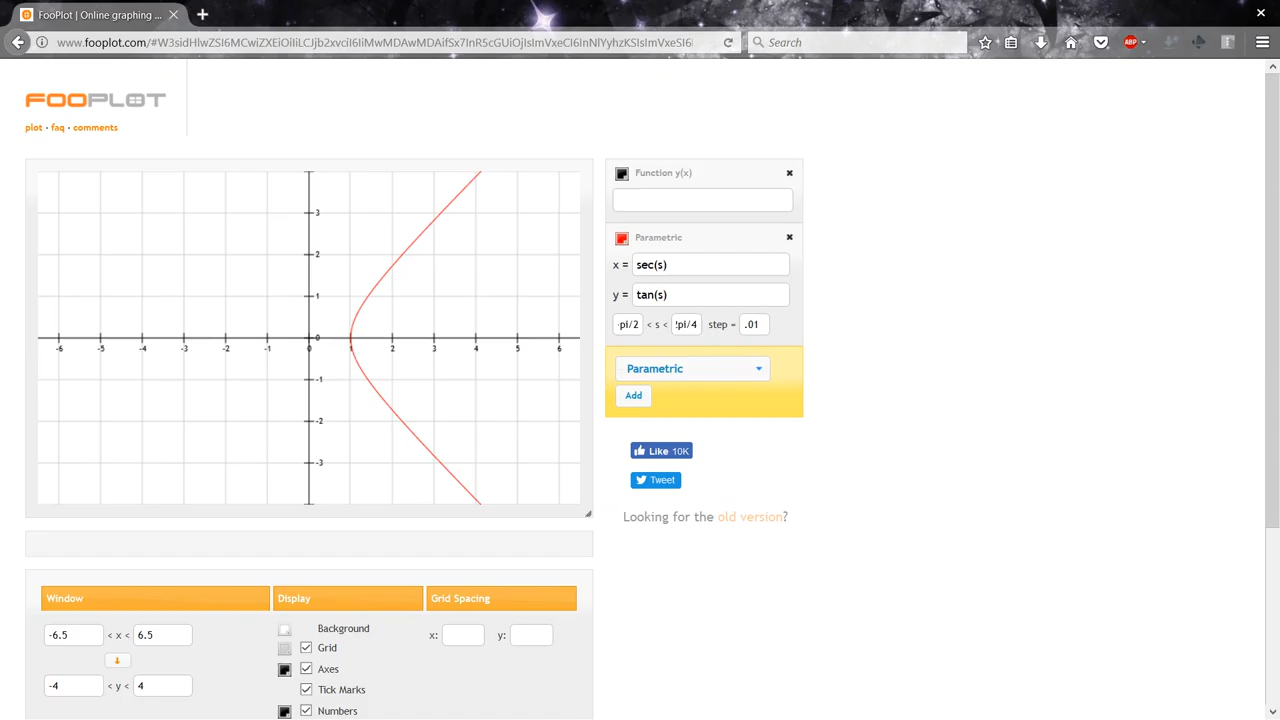 FooPlot | Online graphing ...
www.fooplot.com/#W3sidHlwZSI6MCwiZXEiOiIiLCJjb2xvciI6IiMwMDAwMDAifSx7InR5cGUiOjIsImVxeCI6InNlYyhzKSIsImVxeSI6
Search
ABP
FOOPLOT
plot · faq · comments
Function y(x)
Parametric
x = sec(s)
y = tan(s)
pi/2 < s < !pi/4 step = .01
Parametric
Add
3
2
1
0
-6 -5 -4 -3 -2 -1 0 1 2 3 4 5 6
-1
-2
-3
Like 10K
Tweet
Looking for the old version?
Window Display Grid Spacing
-6.5 < x < 6.5
-4 < y < 4
Background
Grid
Axes
Tick Marks
Numbers
x: y: